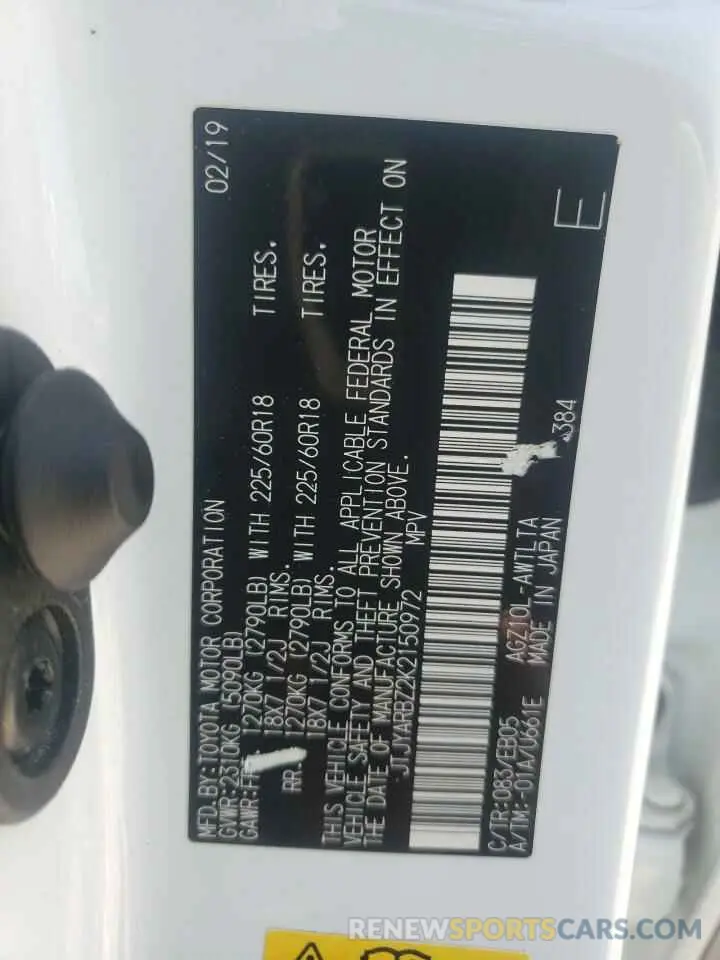 MFD.BY:TOYOTA MOTOR CORPORATION 02/19
GVWR:2310KG (5090LB)
GAWR:FR. 1270KG (2790LB) WITH 225/60R18 TIRES.
18X7 1/2J RIMS.
RR. 1270KG (2790LB) WITH 225/60R18 TIRES.
18X7 1/2J RIMS.
THIS VEHICLE CONFORMS TO ALL APPLICABLE FEDERAL MOTOR
VEHICLE SAFETY AND THEFT PREVENTION STANDARDS IN EFFECT ON
THE DATE OF MANUFACTURE SHOWN ABOVE.
JTJYARBZ2K2150972 MPV
E
384
C/TR:083/EB05 AGZ10L-AWTLTA
A/TM:-01A/U661E MADE IN JAPAN
RENEWSPORTSCARS.COM